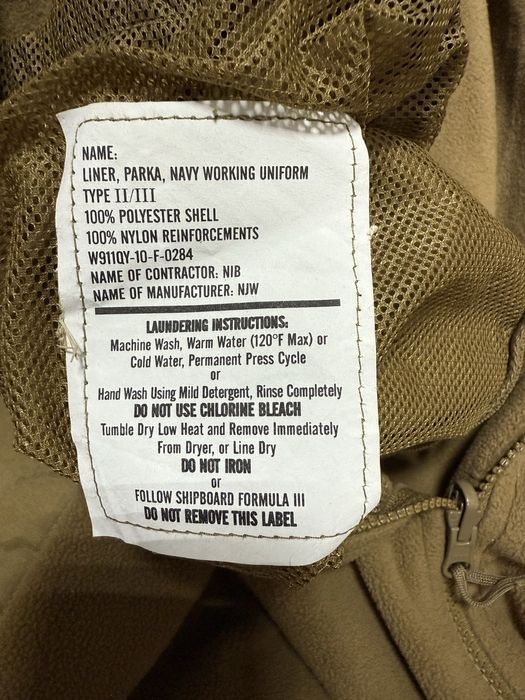 NAME:
LINER, PARKA, NAVY WORKING UNIFORM
TYPE II/III
100% POLYESTER SHELL
100% NYLON REINFORCEMENTS
W911QY-10-F-0284
NAME OF CONTRACTOR: NIB
NAME OF MANUFACTURER: NJW
LAUNDERING INSTRUCTIONS:
Machine Wash, Warm Water (120°F Max) or
Cold Water, Permanent Press Cycle
or
Hand Wash Using Mild Detergent, Rinse Completely
DO NOT USE CHLORINE BLEACH
Tumble Dry Low Heat and Remove Immediately
From Dryer, or Line Dry
DO NOT IRON
or
FOLLOW SHIPBOARD FORMULA III
DO NOT REMOVE THIS LABEL